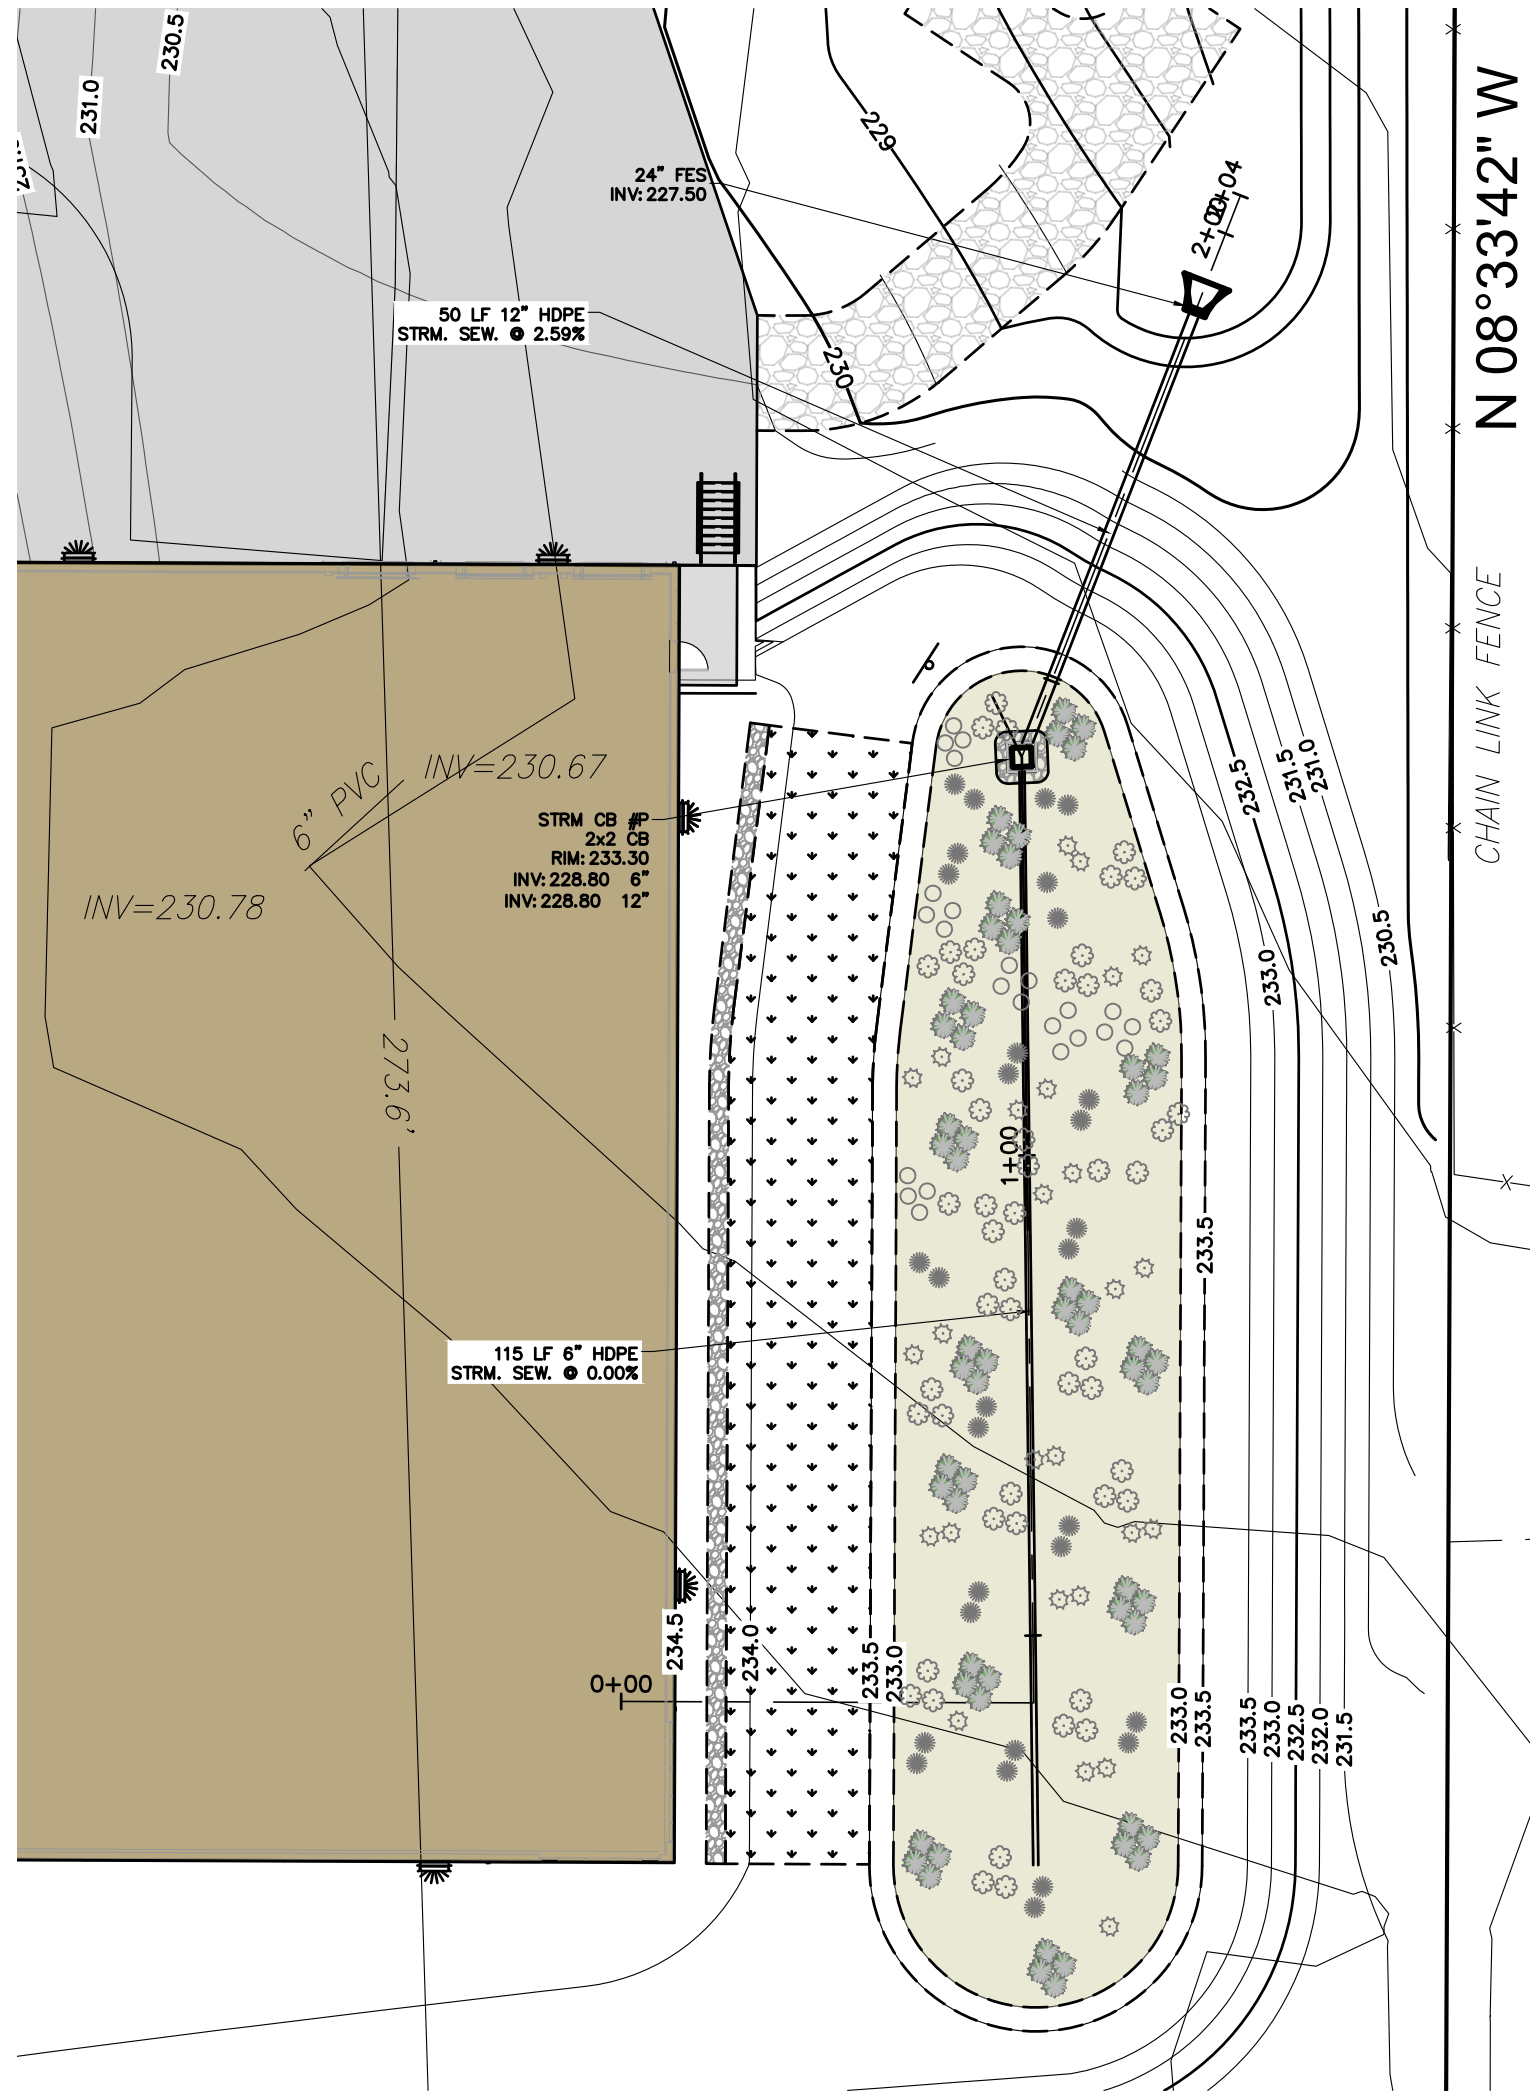 230.5
231.0
229
24" FES
INV: 227.50
2+00
2+04
N 08°33'42" W
50 LF 12" HDPE
STRM. SEW. @ 2.59%
230
CHAIN LINK FENCE
INV=230.67
6" PVC
INV=230.78
STRM CB #P
2x2 CB
RIM: 233.30
INV: 228.80 6"
INV: 228.80 12"
232.5
231.5
231.0
233.0
230.5
273.6'
1+00
233.5
115 LF 6" HDPE
STRM. SEW. @ 0.00%
234.5
234.0
233.5
233.0
0+00
233.0
233.5
233.5
233.0
232.5
232.0
231.5